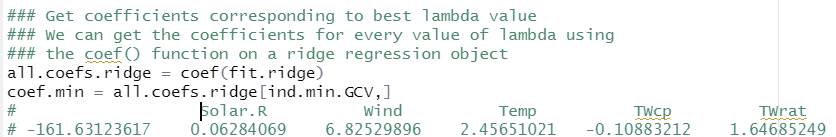 ### Get coefficients corresponding to best lambda value
### We can get the coefficients for every value of lambda using
### the coef() function on a ridge regression object
all.coefs.ridge = coef(fit.ridge)
coef.min = all.coefs.ridge[ind.min.GCV,]
# Solar.R Wind Temp TWcp TWrat
# -161.63123617 0.06284069 6.82529896 2.45651021 -0.10883212 1.64685249